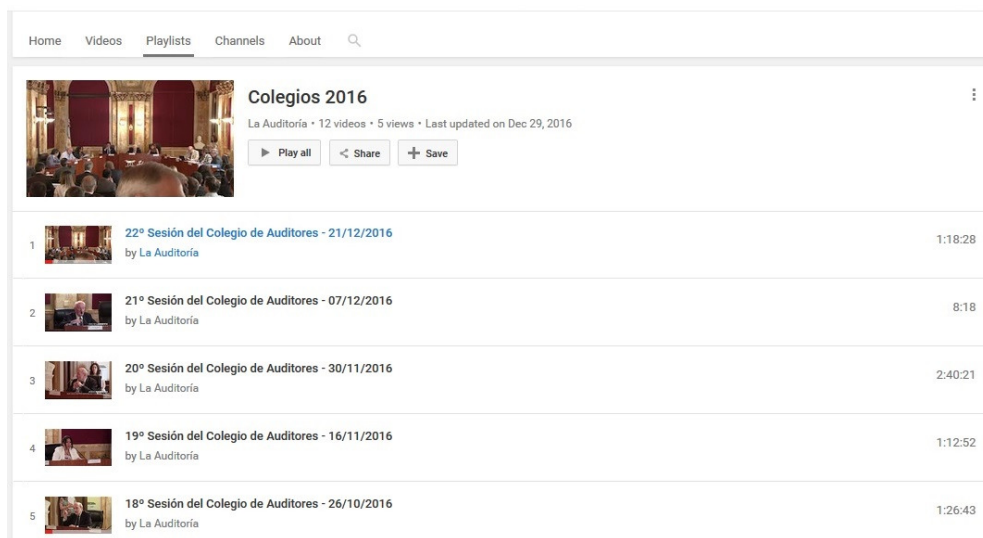 Home Videos Playlists Channels About
Colegios 2016
La Auditoría • 12 videos • 5 views • Last updated on Dec 29, 2016
Play all Share Save
1 22º Sesión del Colegio de Auditores - 21/12/2016 1:18:28
by La Auditoría
2 21º Sesión del Colegio de Auditores - 07/12/2016 8:18
by La Auditoría
3 20º Sesión del Colegio de Auditores - 30/11/2016 2:40:21
by La Auditoría
4 19º Sesión del Colegio de Auditores - 16/11/2016 1:12:52
by La Auditoría
5 18º Sesión del Colegio de Auditores - 26/10/2016 1:26:43
by La Auditoría